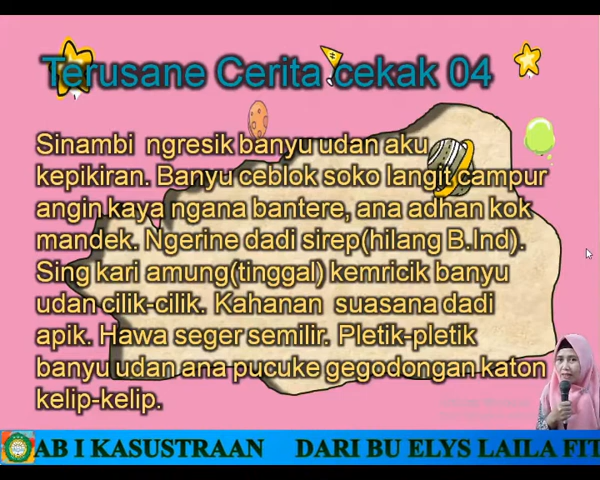 Terusane Cerita cekak 04
Sinambi ngresik banyu udan aku
kepikiran. Banyu ceblok soko langit campur
angin kaya ngana bantere, ana adhan kok
mandek. Ngerine dadi sirep(hilang B.Ind).
Sing kari amung(tinggal) kemricik banyu
udan cilik-cilik. Kahanan suasana dadi
apik. Hawa seger semilir. Pletik-pletik
banyu udan ana pucuke gegodongan katon
kelip-kelip.
AB I KASUSTRAAN DARI BU ELYS LAILA FIT